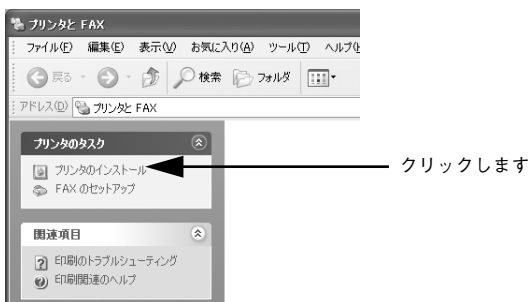 プリンタと FAX
ファイル(F) 編集(E) 表示(V) お気に入り(A) ツール(T) ヘルプ(H
戻る 検索 フォルダ
アドレス(D) プリンタと FAX
プリンタのタスク
プリンタのインストール
クリックします
FAX のセットアップ
関連項目
印刷のトラブルシューティング
印刷関連のヘルプ